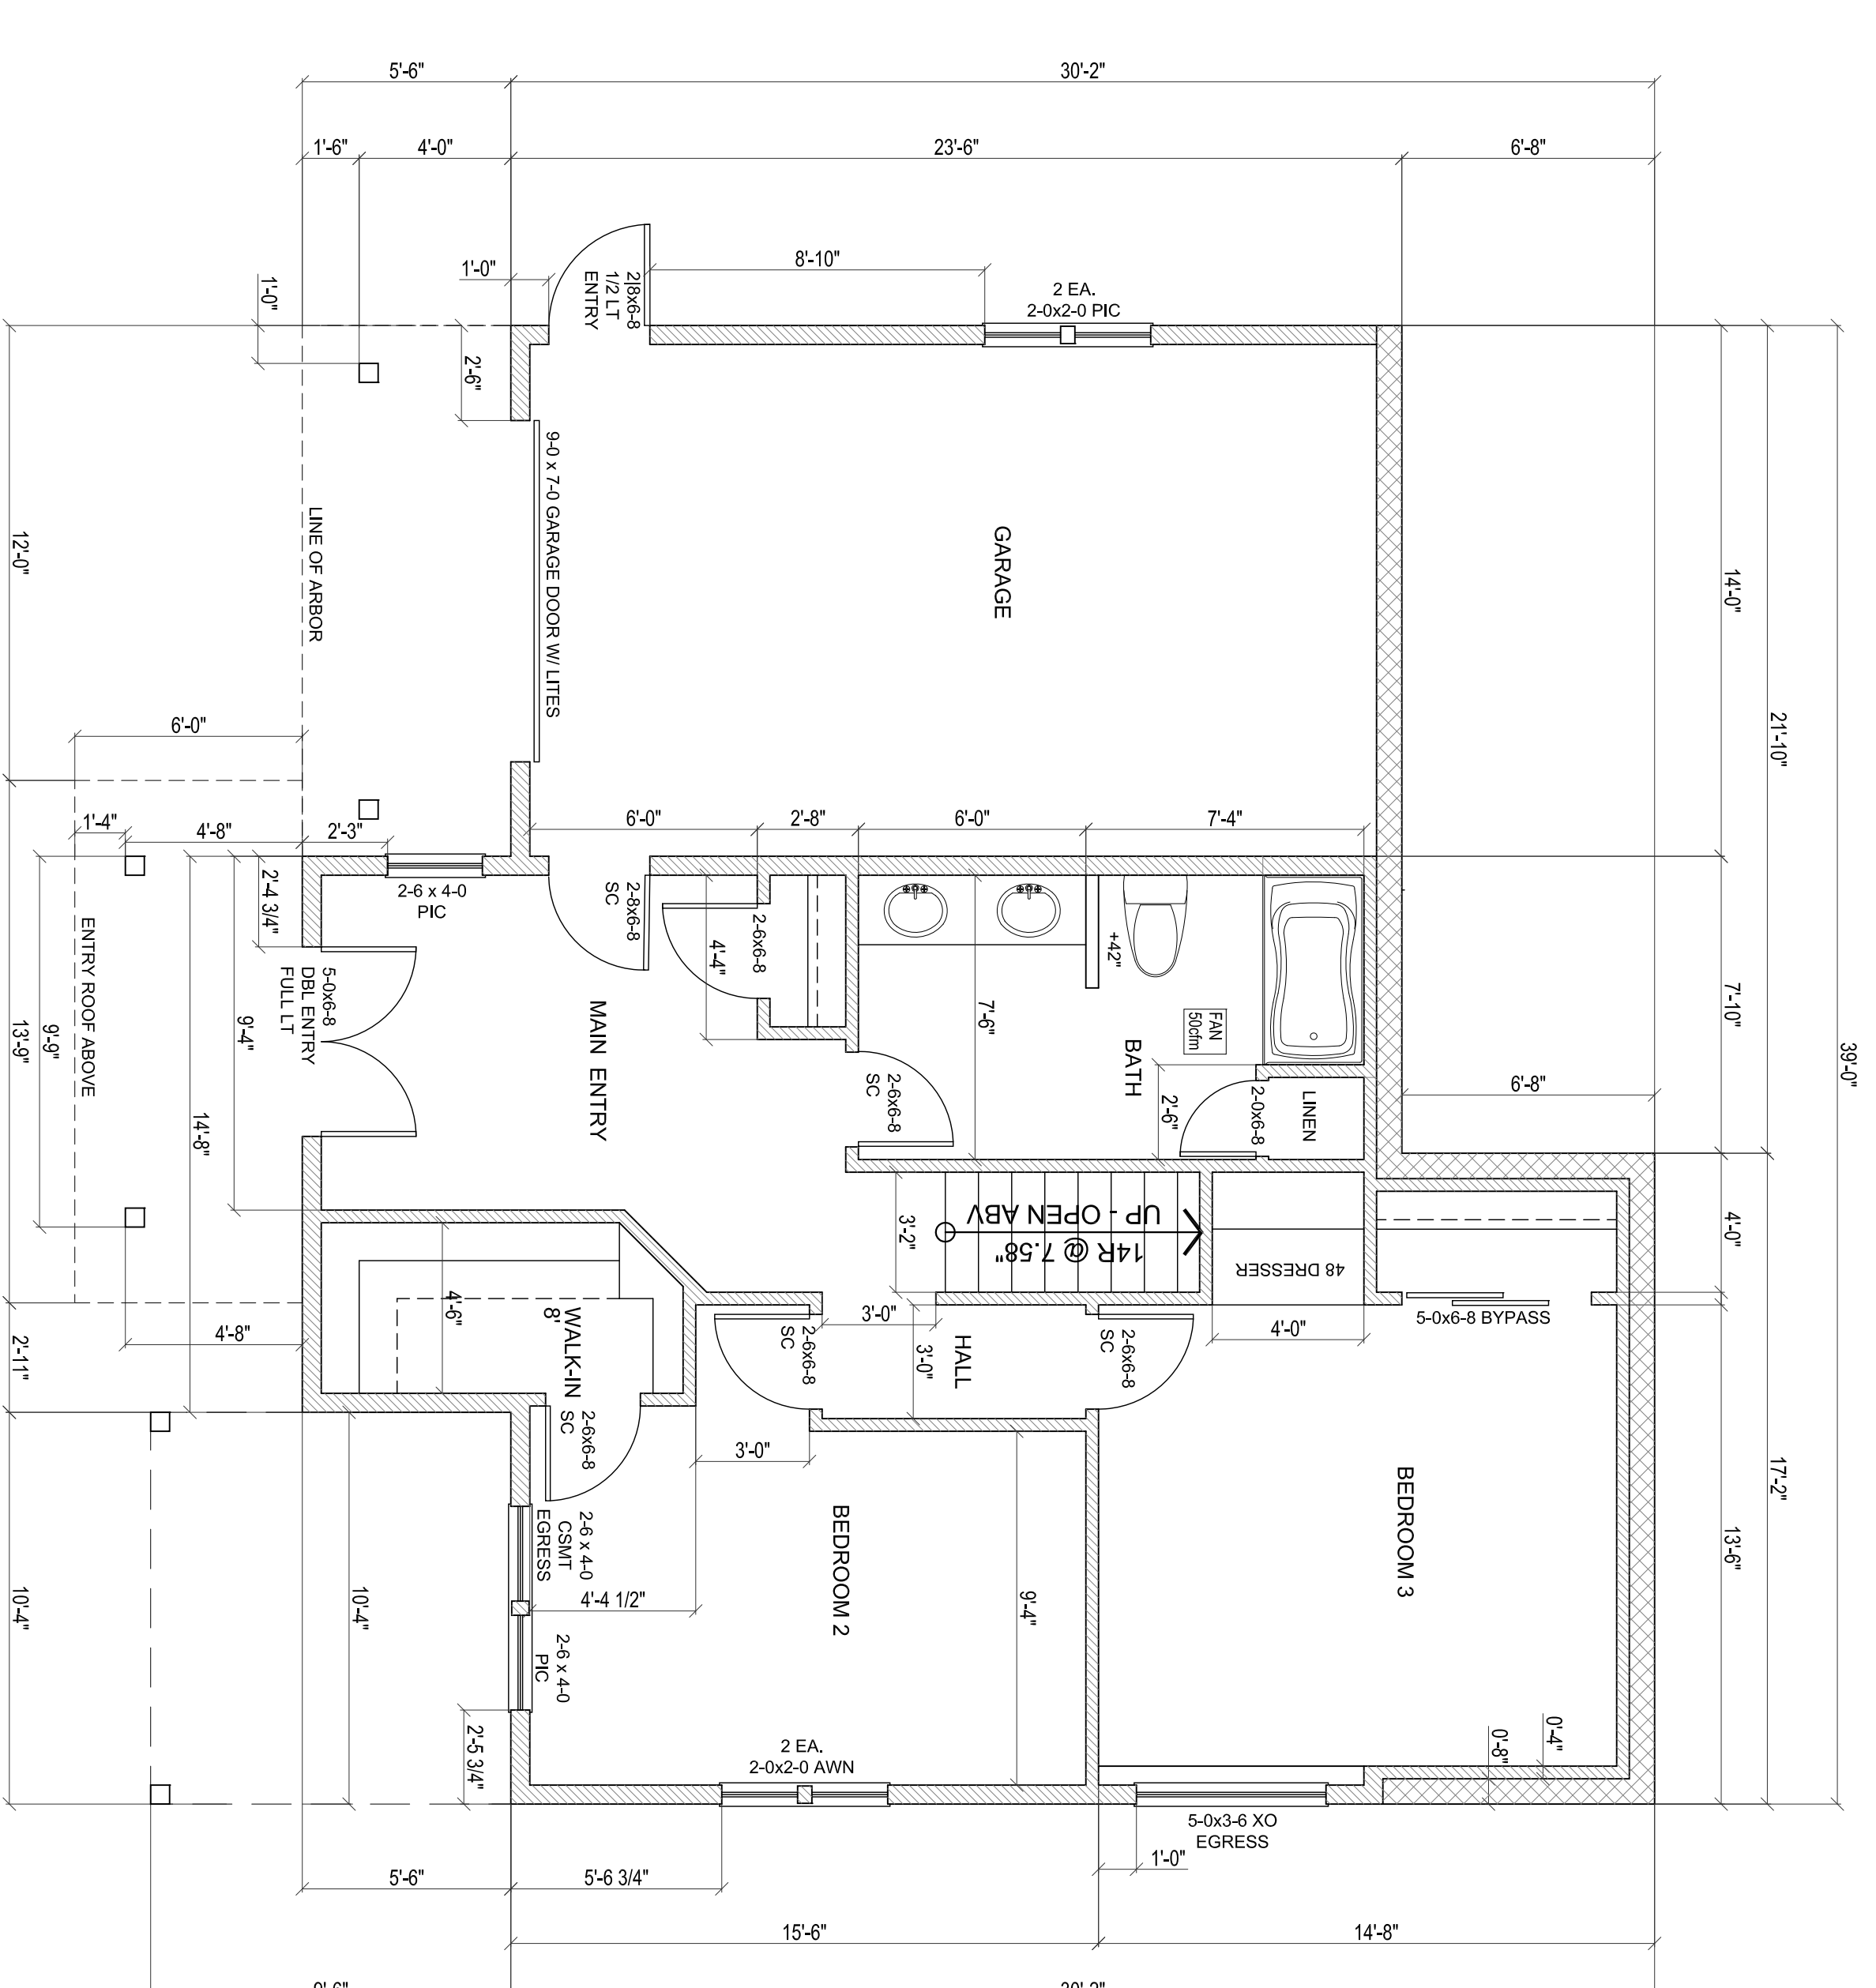 5'-6"
30'-2"
1'-6"
4'-0"
23'-6"
6'-8"
1'-0"
8'-10"
2 EA.
2-0x2-0 PIC
2|8x6-8
1/2 LT
ENTRY
1'-0"
2'-6"
9-0 x 7-0 GARAGE DOOR W/ LITES
GARAGE
LINE OF ARBOR
12'-0"
14'-0"
21'-10"
39'-0"
6'-0"
1'-4"
4'-8"
2'-3"
6'-0"
2'-8"
6'-0"
7'-4"
2-6 x 4-0
PIC
2'-4 3/4"
2-8x6-8
SC
2-6x6-8
4'-4"
+42"
7'-6"
FAN
50cfm
BATH
2'-6"
2-0x6-8
LINEN
7'-10"
6'-8"
ENTRY ROOF ABOVE
5-0x6-8
DBL ENTRY
FULL LT
MAIN ENTRY
2-6x6-8
SC
9'-4"
9'-9"
13'-9"
14'-8"
3'-2"
UP - OPEN ABV
14R @ 7.58"
48 DRESSER
4'-0"
5-0x6-8 BYPASS
4'-0"
4'-6"
WALK-IN
8'
2-6x6-8
SC
3'-0"
3'-0"
HALL
2-6x6-8
SC
4'-8"
2'-11"
2-6x6-8
SC
3'-0"
BEDROOM 2
9'-4"
BEDROOM 3
17'-2"
13'-6"
2-6 x 4-0
CSMT
EGRESS
4'-4 1/2"
2-6 x 4-0
PIC
10'-4"
10'-4"
2'-5 3/4"
2 EA.
2-0x2-0 AWN
0'-8"
0'-4"
5-0x3-6 XO
EGRESS
1'-0"
5'-6"
5'-6 3/4"
15'-6"
14'-8"